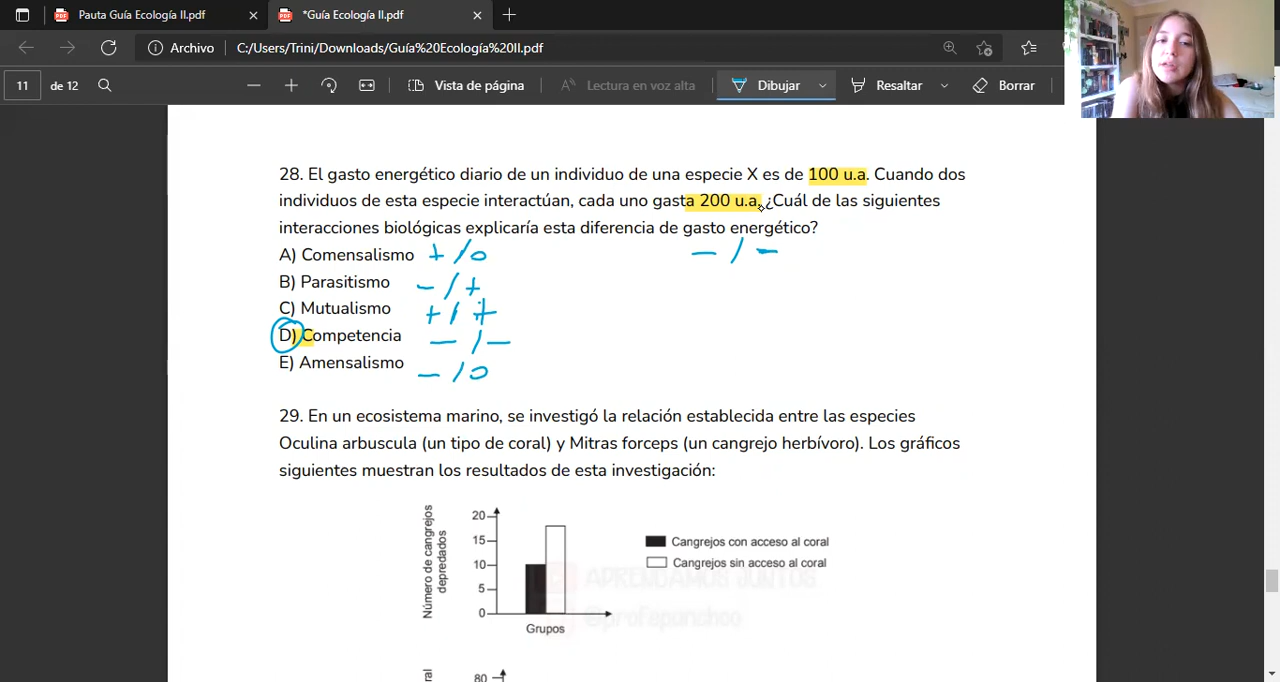 Pauta Guía Ecología II.pdf
*Guía Ecología II.pdf
Archivo C:/Users/Trini/Downloads/Guía%20Ecología%20II.pdf
11 de 12 Vista de página Lectura en voz alta Dibujar Resaltar Borrar
28. El gasto energético diario de un individuo de una especie X es de 100 u.a. Cuando dos
individuos de esta especie interactúan, cada uno gasta 200 u.a. ¿Cuál de las siguientes
interacciones biológicas explicaría esta diferencia de gasto energético?
- / -
A) Comensalismo + / 0
B) Parasitismo - / +
C) Mutualismo + / +
D) Competencia - / -
E) Amensalismo - / 0
29. En un ecosistema marino, se investigó la relación establecida entre las especies
Oculina arbuscula (un tipo de coral) y Mitras forceps (un cangrejo herbívoro). Los gráficos
siguientes muestran los resultados de esta investigación:
Número de cangrejos
depredados
20
15
10
5
0
Grupos
Cangrejos con acceso al coral
Cangrejos sin acceso al coral
APRENDAMOS JUNTOS
@profepanshoo
80